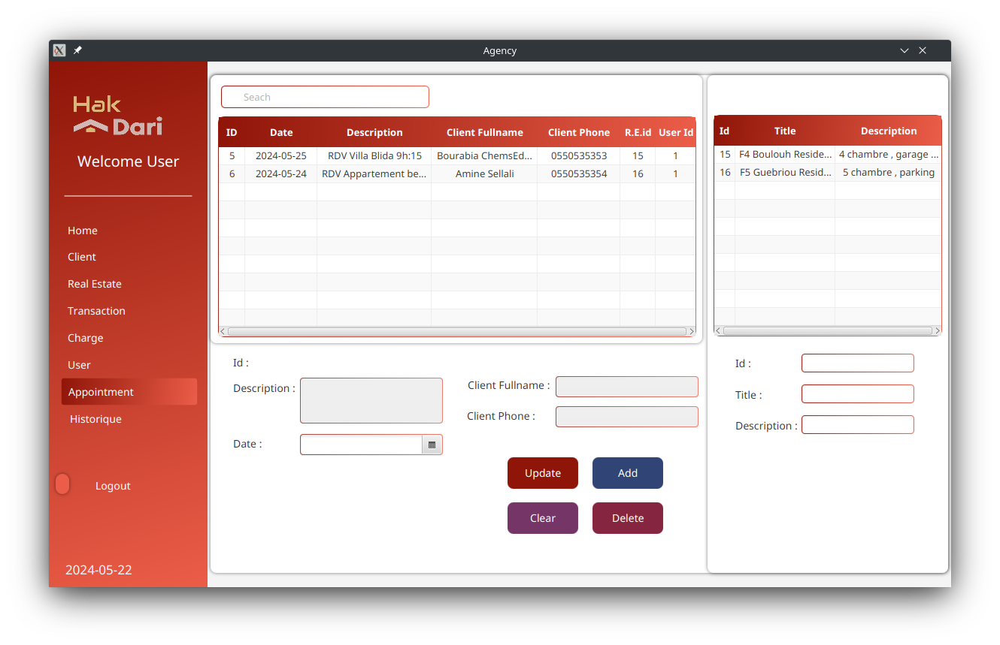 Agency
Hak
Dari
Welcome User
Home
Client
Real Estate
Transaction
Charge
User
Appointment
Historique
Logout
2024-05-22
Seach
ID Date Description Client Fullname Client Phone R.E.id User Id
5 2024-05-25 RDV Villa Blida 9h:15 Bourabia ChemsEd... 0550535353 15 1
6 2024-05-24 RDV Appartement be... Amine Sellali 0550535354 16 1
Id :
Description :
Date :
Client Fullname :
Client Phone :
Update Add
Clear Delete
Id Title Description
15 F4 Boulouh Reside... 4 chambre , garage ...
16 F5 Guebriou Resid... 5 chambre , parking
Id :
Title :
Description :